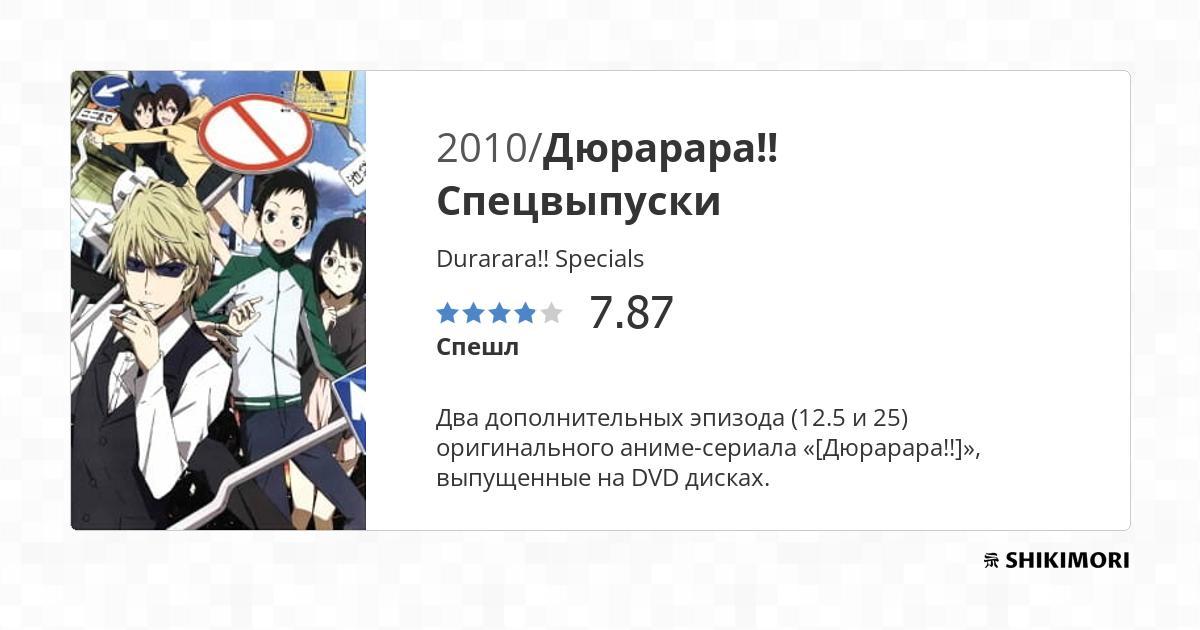 2010/Дюрарара!!
Спецвыпуски
Durarara!! Specials
7.87
Спешл
Два дополнительных эпизода (12.5 и 25)
оригинального аниме-сериала «[Дюрарара!!]»,
выпущенные на DVD дисках.
SHIKIMORI